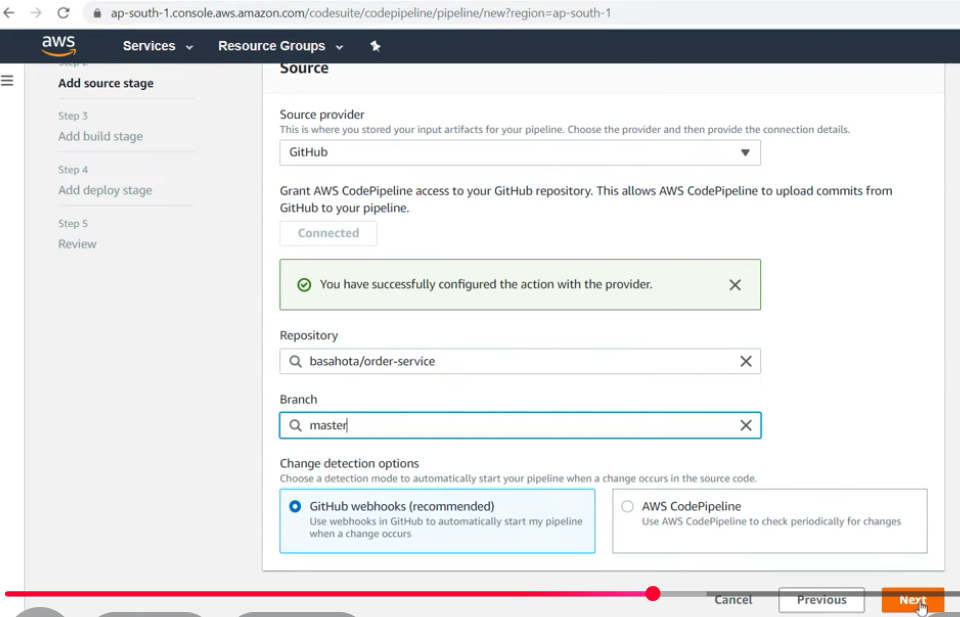 ap-south-1.console.aws.amazon.com/codesuite/codepipeline/pipeline/new?region=ap-south-1
aws Services Resource Groups
Add source stage
Step 3
Add build stage
Step 4
Add deploy stage
Step 5
Review
Source
Source provider
This is where you stored your input artifacts for your pipeline. Choose the provider and then provide the connection details.
GitHub
Grant AWS CodePipeline access to your GitHub repository. This allows AWS CodePipeline to upload commits from
GitHub to your pipeline.
Connected
You have successfully configured the action with the provider.
Repository
basahota/order-service
Branch
master
Change detection options
Choose a detection mode to automatically start your pipeline when a change occurs in the source code.
GitHub webhooks (recommended)
Use webhooks in GitHub to automatically start my pipeline
when a change occurs
AWS CodePipeline
Use AWS CodePipeline to check periodically for changes
Cancel Previous Next